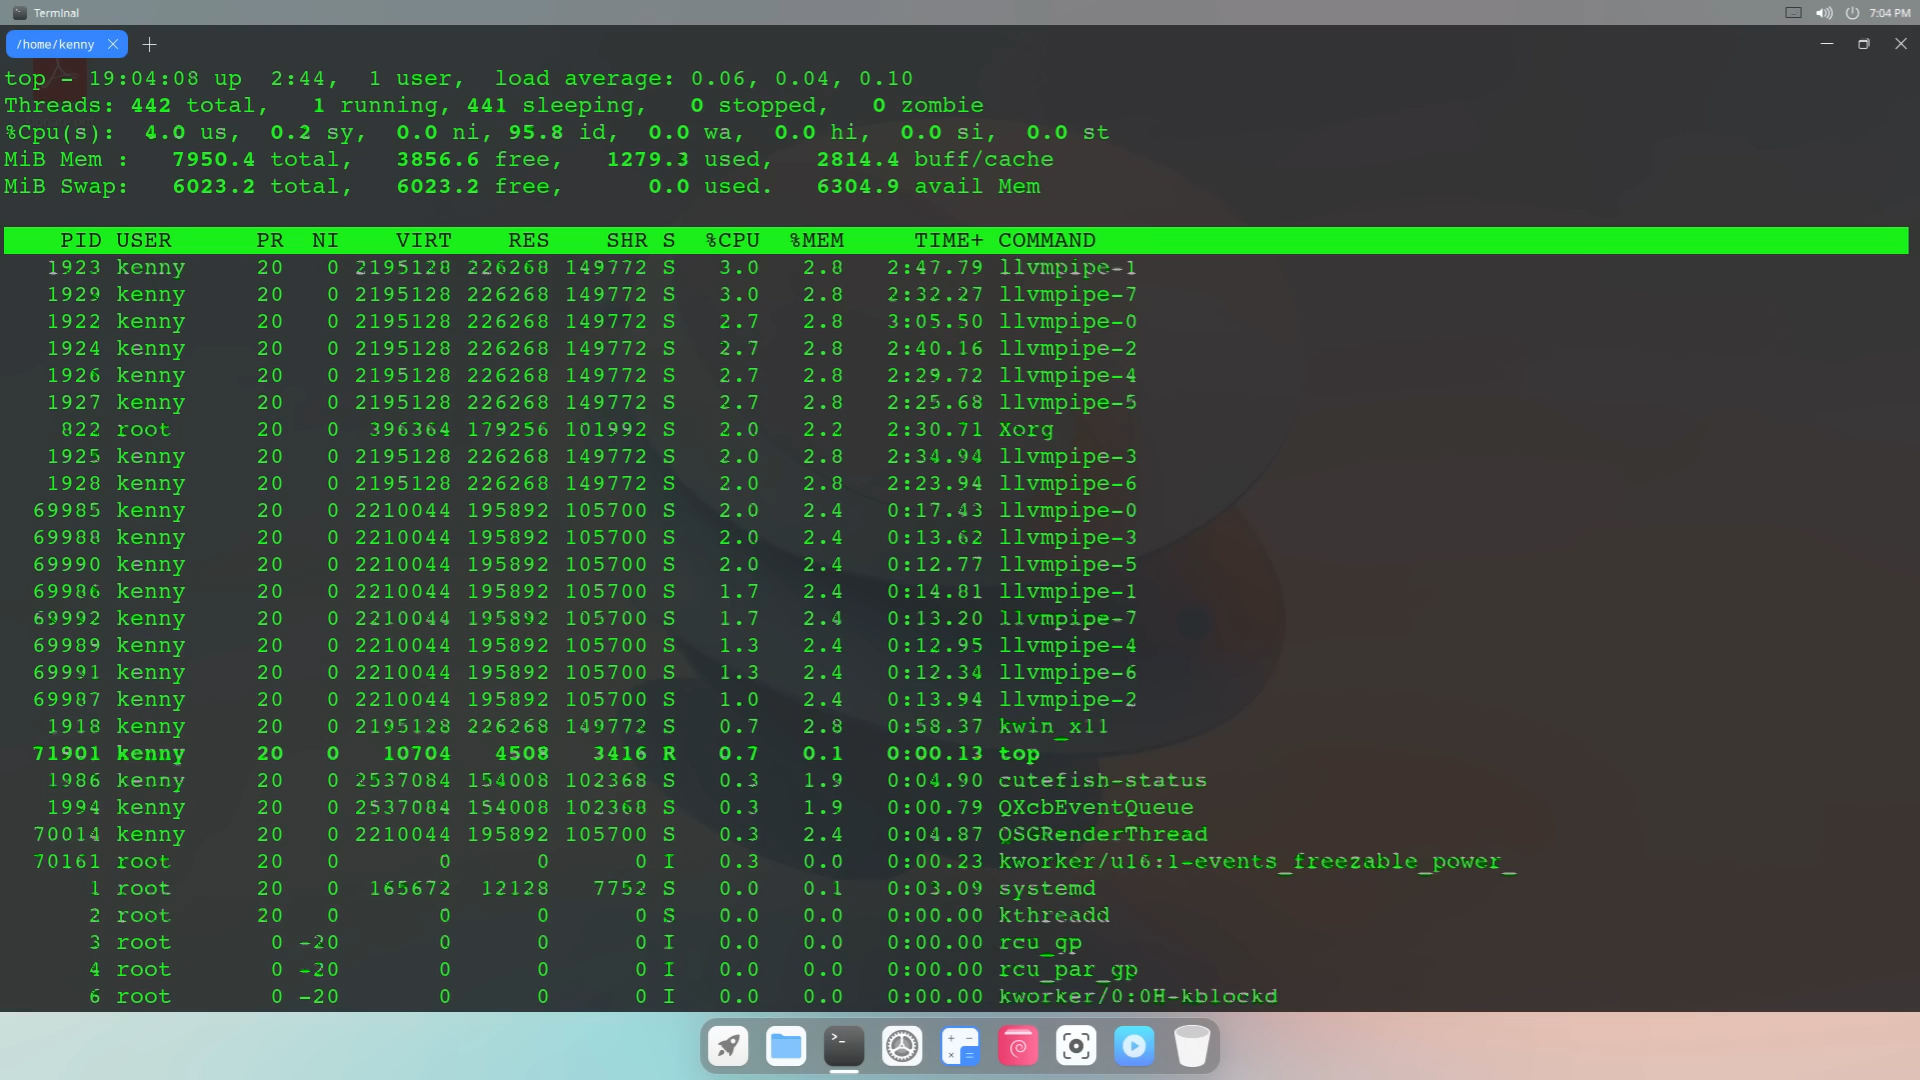 Terminal
7:04 PM
/home/kenny
top - 19:04:08 up  2:44,  1 user,  load average: 0.06, 0.04, 0.10
Threads: 442 total,   1 running, 441 sleeping,   0 stopped,   0 zombie
%Cpu(s):  4.0 us,  0.2 sy,  0.0 ni, 95.8 id,  0.0 wa,  0.0 hi,  0.0 si,  0.0 st
MiB Mem :   7950.4 total,   3856.6 free,   1279.3 used,   2814.4 buff/cache
MiB Swap:   6023.2 total,   6023.2 free,      0.0 used.   6304.9 avail Mem
PID USER      PR  NI    VIRT    RES    SHR S  %CPU  %MEM     TIME+ COMMAND
1923 kenny     20   0 2195128 226268 149772 S   3.0   2.8   2:47.79 llvmpipe-1
1929 kenny     20   0 2195128 226268 149772 S   3.0   2.8   2:32.27 llvmpipe-7
1922 kenny     20   0 2195128 226268 149772 S   2.7   2.8   3:05.50 llvmpipe-0
1924 kenny     20   0 2195128 226268 149772 S   2.7   2.8   2:40.16 llvmpipe-2
1926 kenny     20   0 2195128 226268 149772 S   2.7   2.8   2:29.72 llvmpipe-4
1927 kenny     20   0 2195128 226268 149772 S   2.7   2.8   2:25.68 llvmpipe-5
822 root      20   0  396364 179256 101992 S   2.0   2.2   2:30.71 Xorg
1925 kenny     20   0 2195128 226268 149772 S   2.0   2.8   2:34.94 llvmpipe-3
1928 kenny     20   0 2195128 226268 149772 S   2.0   2.8   2:23.94 llvmpipe-6
69985 kenny     20   0 2210044 195892 105700 S   2.0   2.4   0:17.43 llvmpipe-0
69988 kenny     20   0 2210044 195892 105700 S   2.0   2.4   0:13.62 llvmpipe-3
69990 kenny     20   0 2210044 195892 105700 S   2.0   2.4   0:12.77 llvmpipe-5
69986 kenny     20   0 2210044 195892 105700 S   1.7   2.4   0:14.81 llvmpipe-1
69992 kenny     20   0 2210044 195892 105700 S   1.7   2.4   0:13.20 llvmpipe-7
69989 kenny     20   0 2210044 195892 105700 S   1.3   2.4   0:12.95 llvmpipe-4
69991 kenny     20   0 2210044 195892 105700 S   1.3   2.4   0:12.34 llvmpipe-6
69987 kenny     20   0 2210044 195892 105700 S   1.0   2.4   0:13.94 llvmpipe-2
1918 kenny     20   0 2195128 226268 149772 S   0.7   2.8   0:58.37 kwin_x11
71901 kenny     20   0   10704   4508   3416 R   0.7   0.1   0:00.13 top
1986 kenny     20   0 2537084 154008 102368 S   0.3   1.9   0:04.90 cutefish-status
1994 kenny     20   0 2537084 154008 102368 S   0.3   1.9   0:00.79 QXcbEventQueue
70014 kenny     20   0 2210044 195892 105700 S   0.3   2.4   0:04.87 QSGRenderThread
70161 root      20   0       0      0      0 I   0.3   0.0   0:00.23 kworker/u16:1-events_freezable_power_
1 root      20   0  165672  12128   7752 S   0.0   0.1   0:03.09 systemd
2 root      20   0       0      0      0 S   0.0   0.0   0:00.00 kthreadd
3 root       0 -20       0      0      0 I   0.0   0.0   0:00.00 rcu_gp
4 root       0 -20       0      0      0 I   0.0   0.0   0:00.00 rcu_par_gp
6 root       0 -20       0      0      0 I   0.0   0.0   0:00.00 kworker/0:0H-kblockd